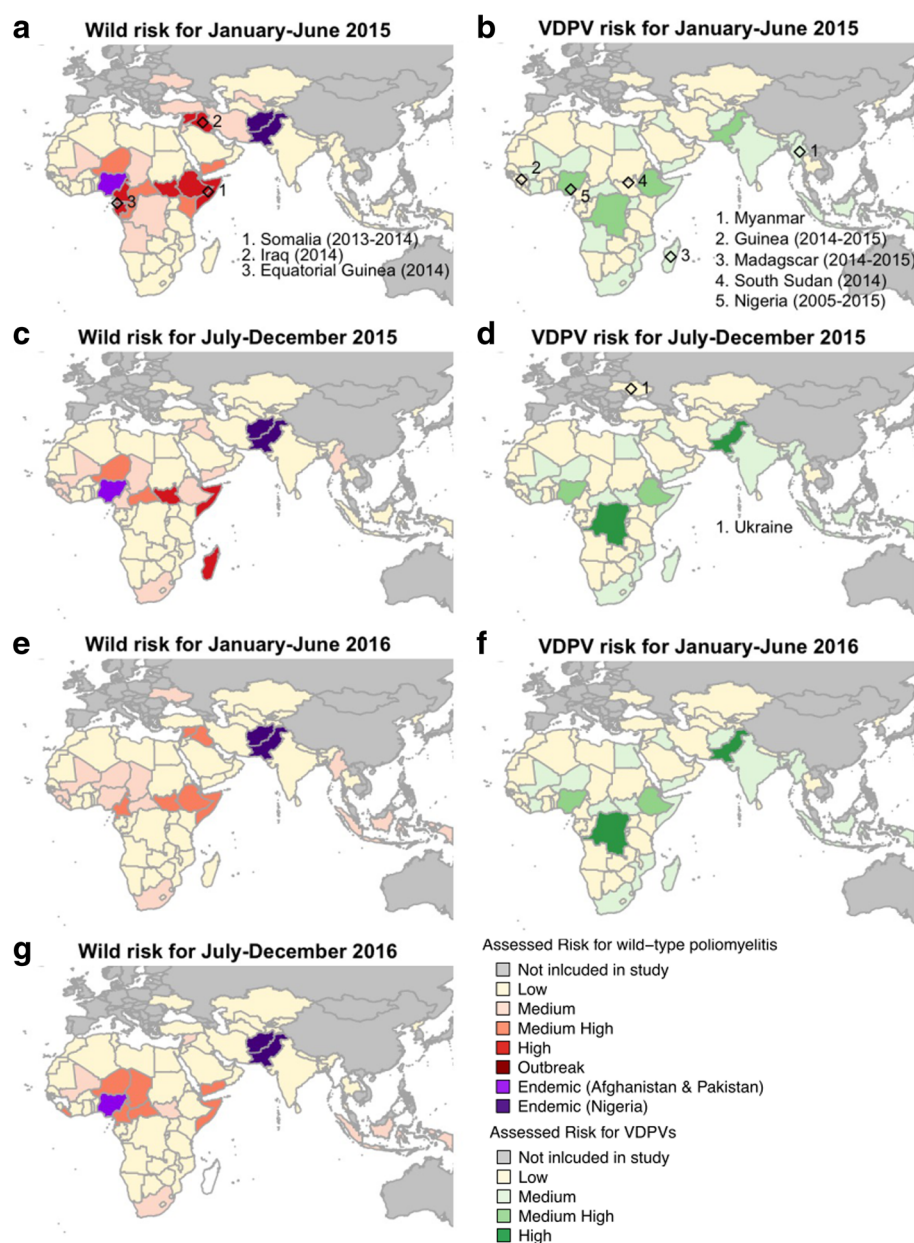 a
Wild risk for January-June 2015
2
1
3
1. Somalia (2013-2014)
2. Iraq (2014)
3. Equatorial Guinea (2014)
b
VDPV risk for January-June 2015
1
2
4
5
3
1. Myanmar
2. Guinea (2014-2015)
3. Madagscar (2014-2015)
4. South Sudan (2014)
5. Nigeria (2005-2015)
c
Wild risk for July-December 2015
d
VDPV risk for July-December 2015
1
1. Ukraine
e
Wild risk for January-June 2016
f
VDPV risk for January-June 2016
g
Wild risk for July-December 2016
Assessed Risk for wild-type poliomyelitis
Not inlcuded in study
Low
Medium
Medium High
High
Outbreak
Endemic (Afghanistan & Pakistan)
Endemic (Nigeria)
Assessed Risk for VDPVs
Not inlcuded in study
Low
Medium
Medium High
High